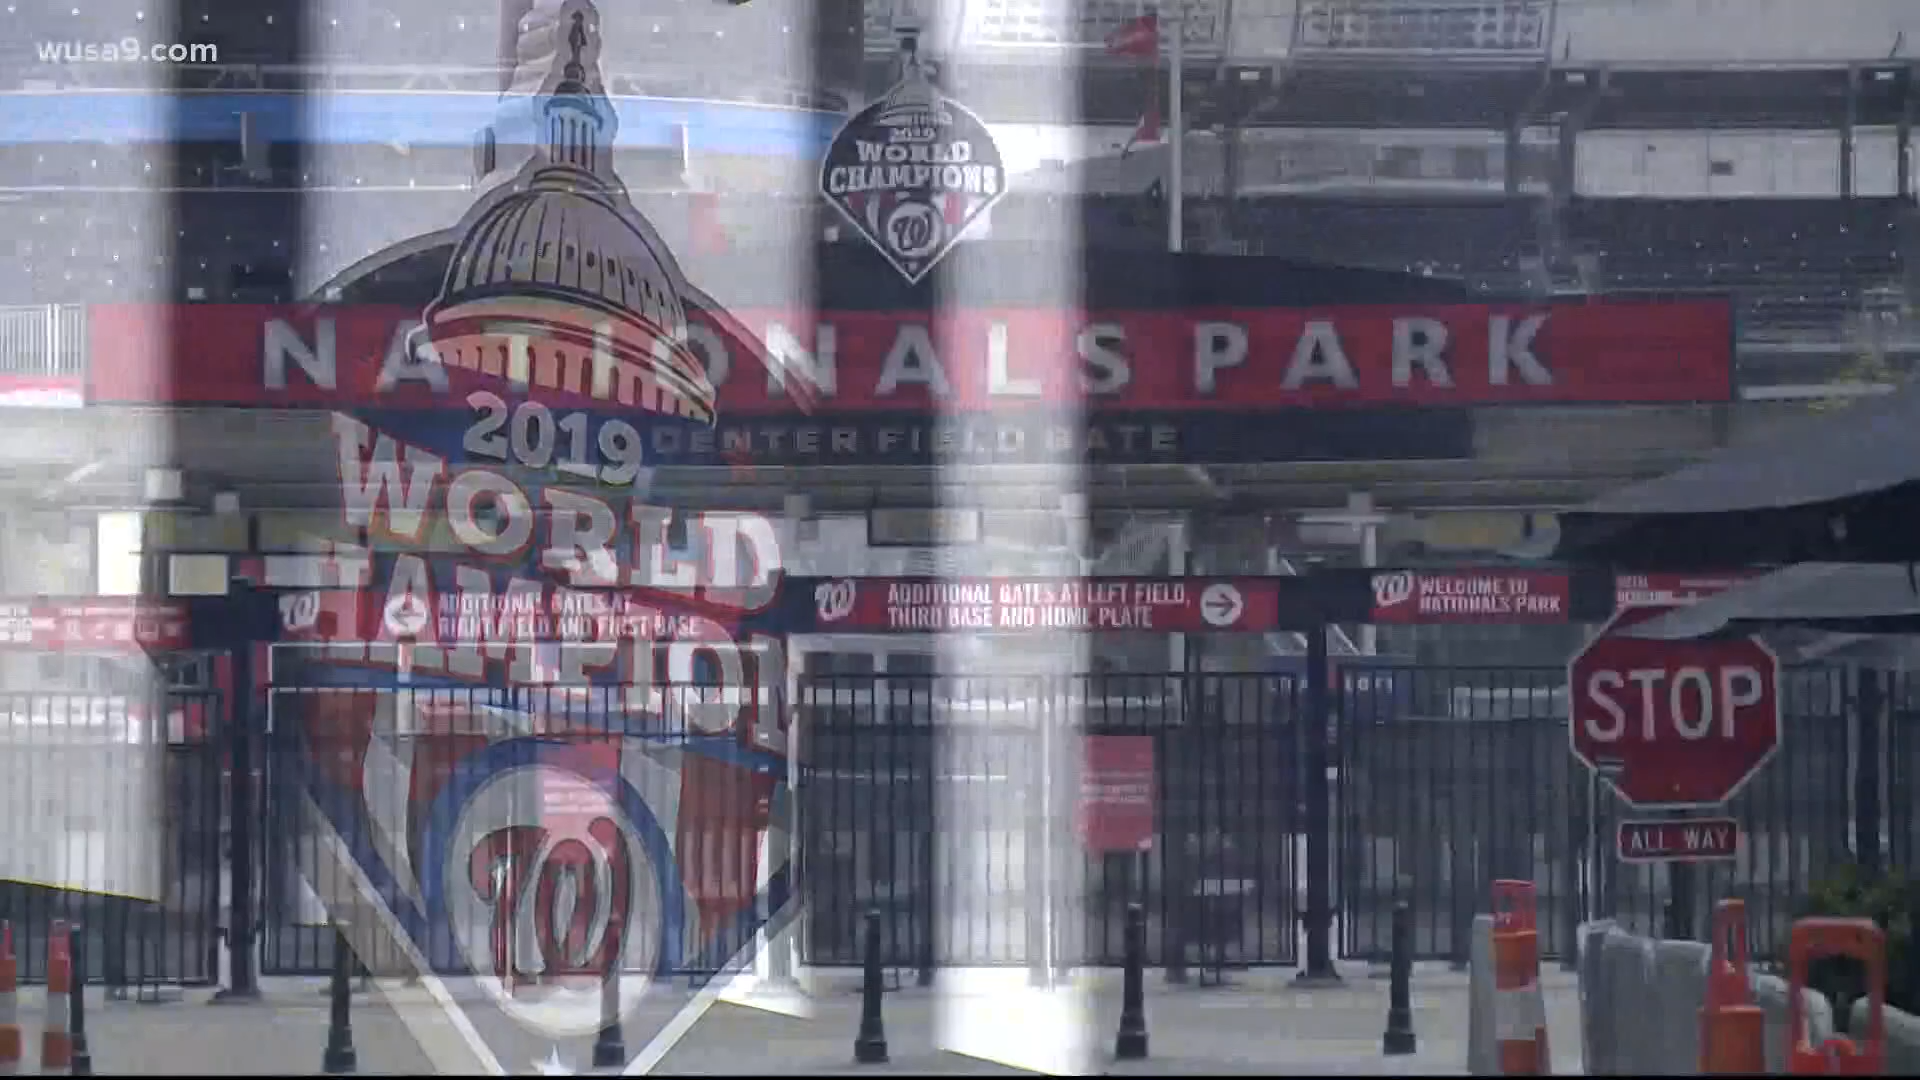 wusa9.com
2019
WORLD
CHAMPIONS
W
NATIONALS PARK
CENTER FIELD GATE
2019
WORLD
HAMPION
W
W
ADDITIONAL GATES AT
RIGHT FIELD AND FIRST BASE
W
ADDITIONAL GATES AT LEFT FIELD,
THIRD BASE AND HOME PLATE
W
WELCOME TO
NATIONALS PARK
STOP
ALL WAY